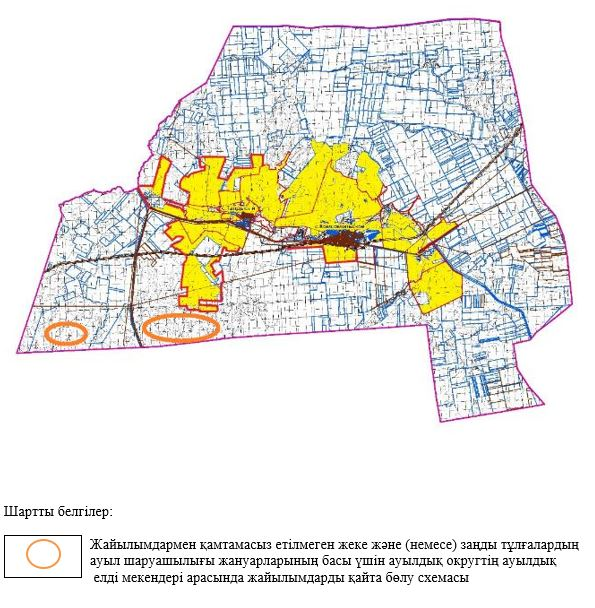 Шартты белгілер:
Жайылымдармен қамтамасыз етілмеген жеке және (немесе) заңды тұлғалардың
ауыл шаруашылығы жануарларының басы үшін ауылдық округтің ауылдық
елді мекендері арасында жайылымдарды қайта бөлу схемасы